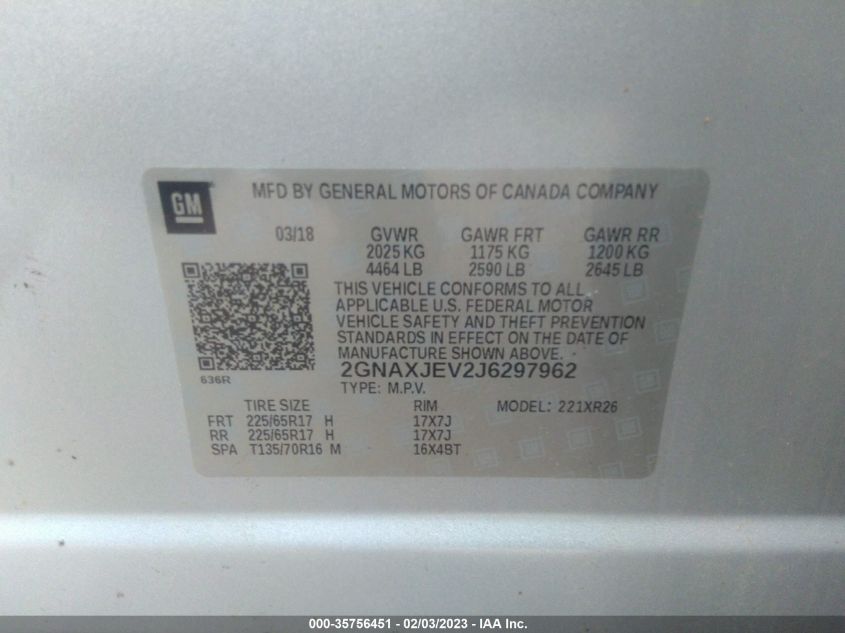 GM
MFD BY GENERAL MOTORS OF CANADA COMPANY
03/18 GVWR GAWR FRT GAWR RR
2025 KG 1175 KG 1200 KG
4464 LB 2590 LB 2645 LB
THIS VEHICLE CONFORMS TO ALL
APPLICABLE U.S. FEDERAL MOTOR
VEHICLE SAFETY AND THEFT PREVENTION
STANDARDS IN EFFECT ON THE DATE OF
MANUFACTURE SHOWN ABOVE.
2GNAXJEV2J6297962
636R
TYPE: M.P.V.
TIRE SIZE RIM MODEL: 221XR26
FRT 225/65R17 H 17X7J
RR 225/65R17 H 17X7J
SPA T135/70R16 M 16X4BT
000-35756451 - 02/03/2023 - IAA Inc.